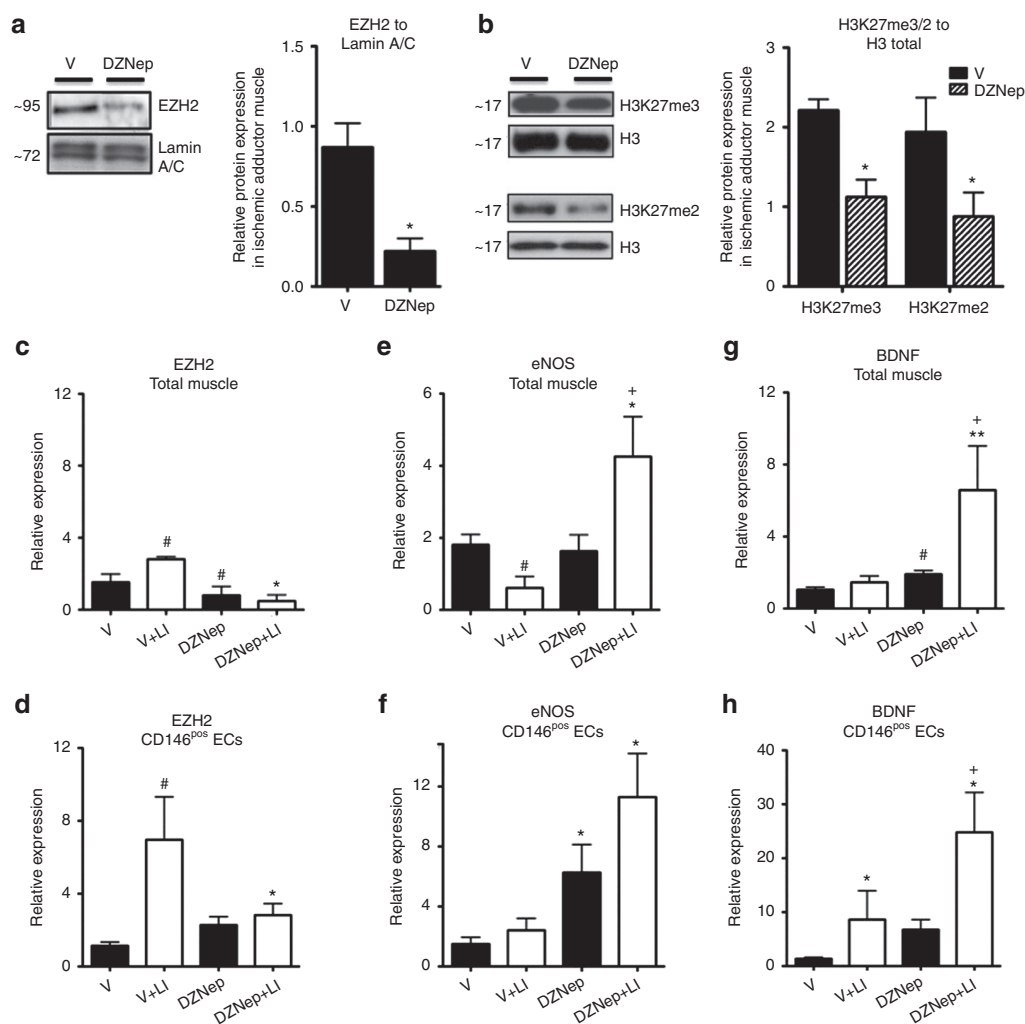 a
V DZNep
~95 EZH2
~72 Lamin
A/C
EZH2 to
Lamin A/C
Relative protein expression
in ischemic adductor muscle
1.5
1.0
0.5
0.0
*
V DZNep
b
V DZNep
~17 H3K27me3
~17 H3
~17 H3K27me2
~17 H3
H3K27me3/2 to
H3 total
Relative protein expression
in ischemic adductor muscle
3
2
1
0
V
DZNep
* *
H3K27me3 H3K27me2
c
EZH2
Total muscle
Relative expression
12
8
4
0
# # *
V V+LI DZNep DZNep+LI
e
eNOS
Total muscle
Relative expression
6
4
2
0
#
+
*
V V+LI DZNep DZNep+LI
g
BDNF
Total muscle
Relative expression
12
8
4
0
#
+
**
V V+LI DZNep DZNep+LI
d
EZH2
CD146pos ECs
Relative expression
12
8
4
0
# *
V V+LI DZNep DZNep+LI
f
eNOS
CD146pos ECs
Relative expression
12
8
4
0
* *
V V+LI DZNep DZNep+LI
h
BDNF
CD146pos ECs
Relative expression
40
30
20
10
0
*
+
*
V V+LI DZNep DZNep+LI